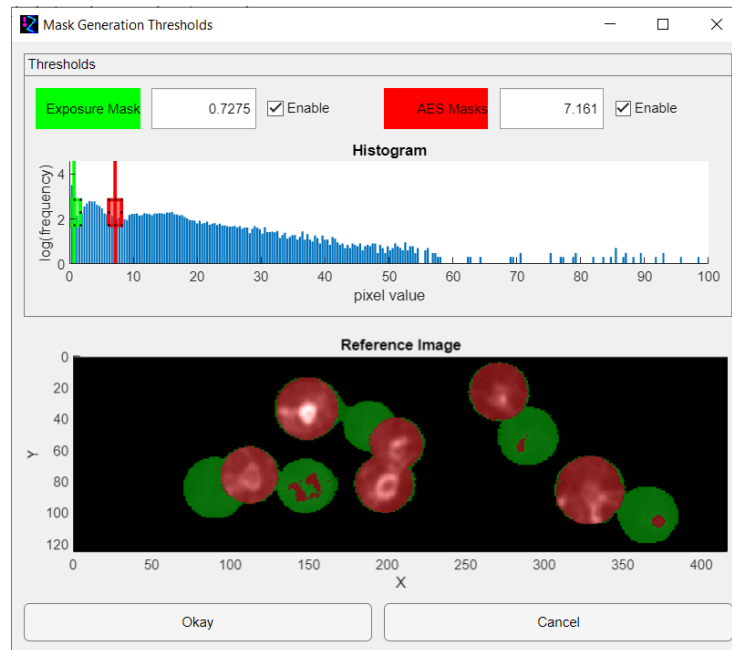 Mask Generation Thresholds
Thresholds
Exposure Mask 0.7275 Enable AES Masks 7.161 Enable
Histogram
log(frequency)
4
2
0
0 10 20 30 40 50 60 70 80 90 100
pixel value
Reference Image
Y
0
20
40
60
80
100
120
0 50 100 150 200 250 300 350 400
X
Okay Cancel